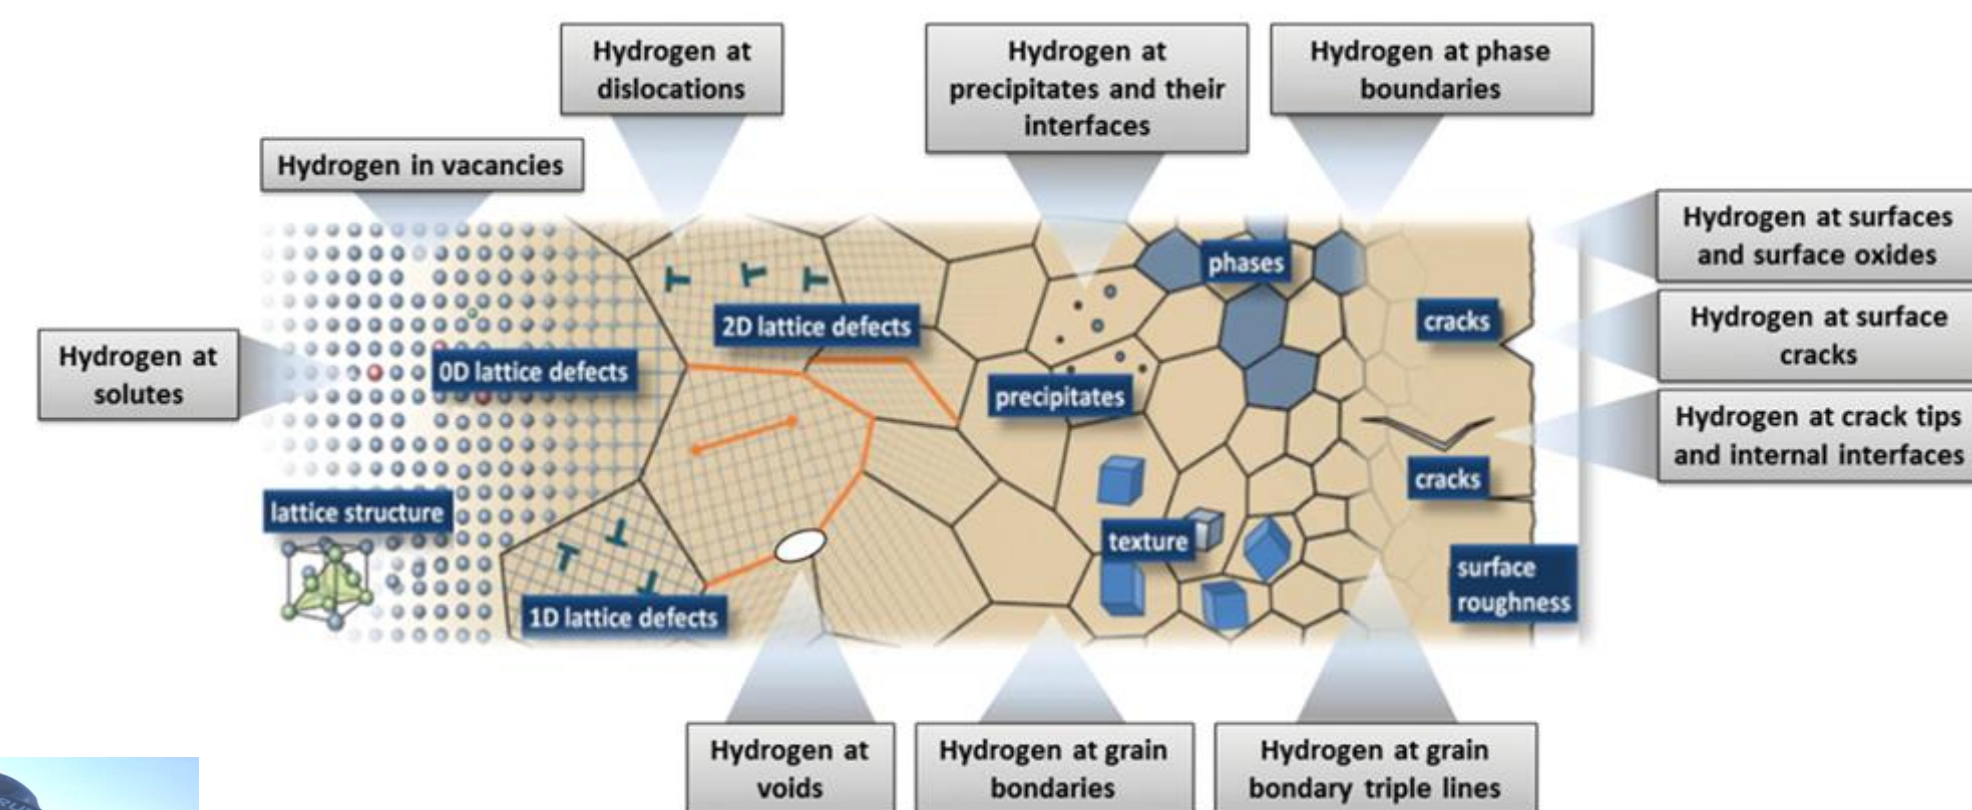 Hydrogen at
dislocations
Hydrogen at
precipitates and their
interfaces
Hydrogen at phase
boundaries
Hydrogen in vacancies
Hydrogen at surfaces
and surface oxides
phases
Hydrogen at surface
cracks
cracks
2D lattice defects
Hydrogen at
solutes
0D lattice defects
precipitates
Hydrogen at crack tips
and internal interfaces
cracks
lattice structure
texture
surface
roughness
1D lattice defects
Hydrogen at
voids
Hydrogen at grain
bondaries
Hydrogen at grain
bondary triple lines